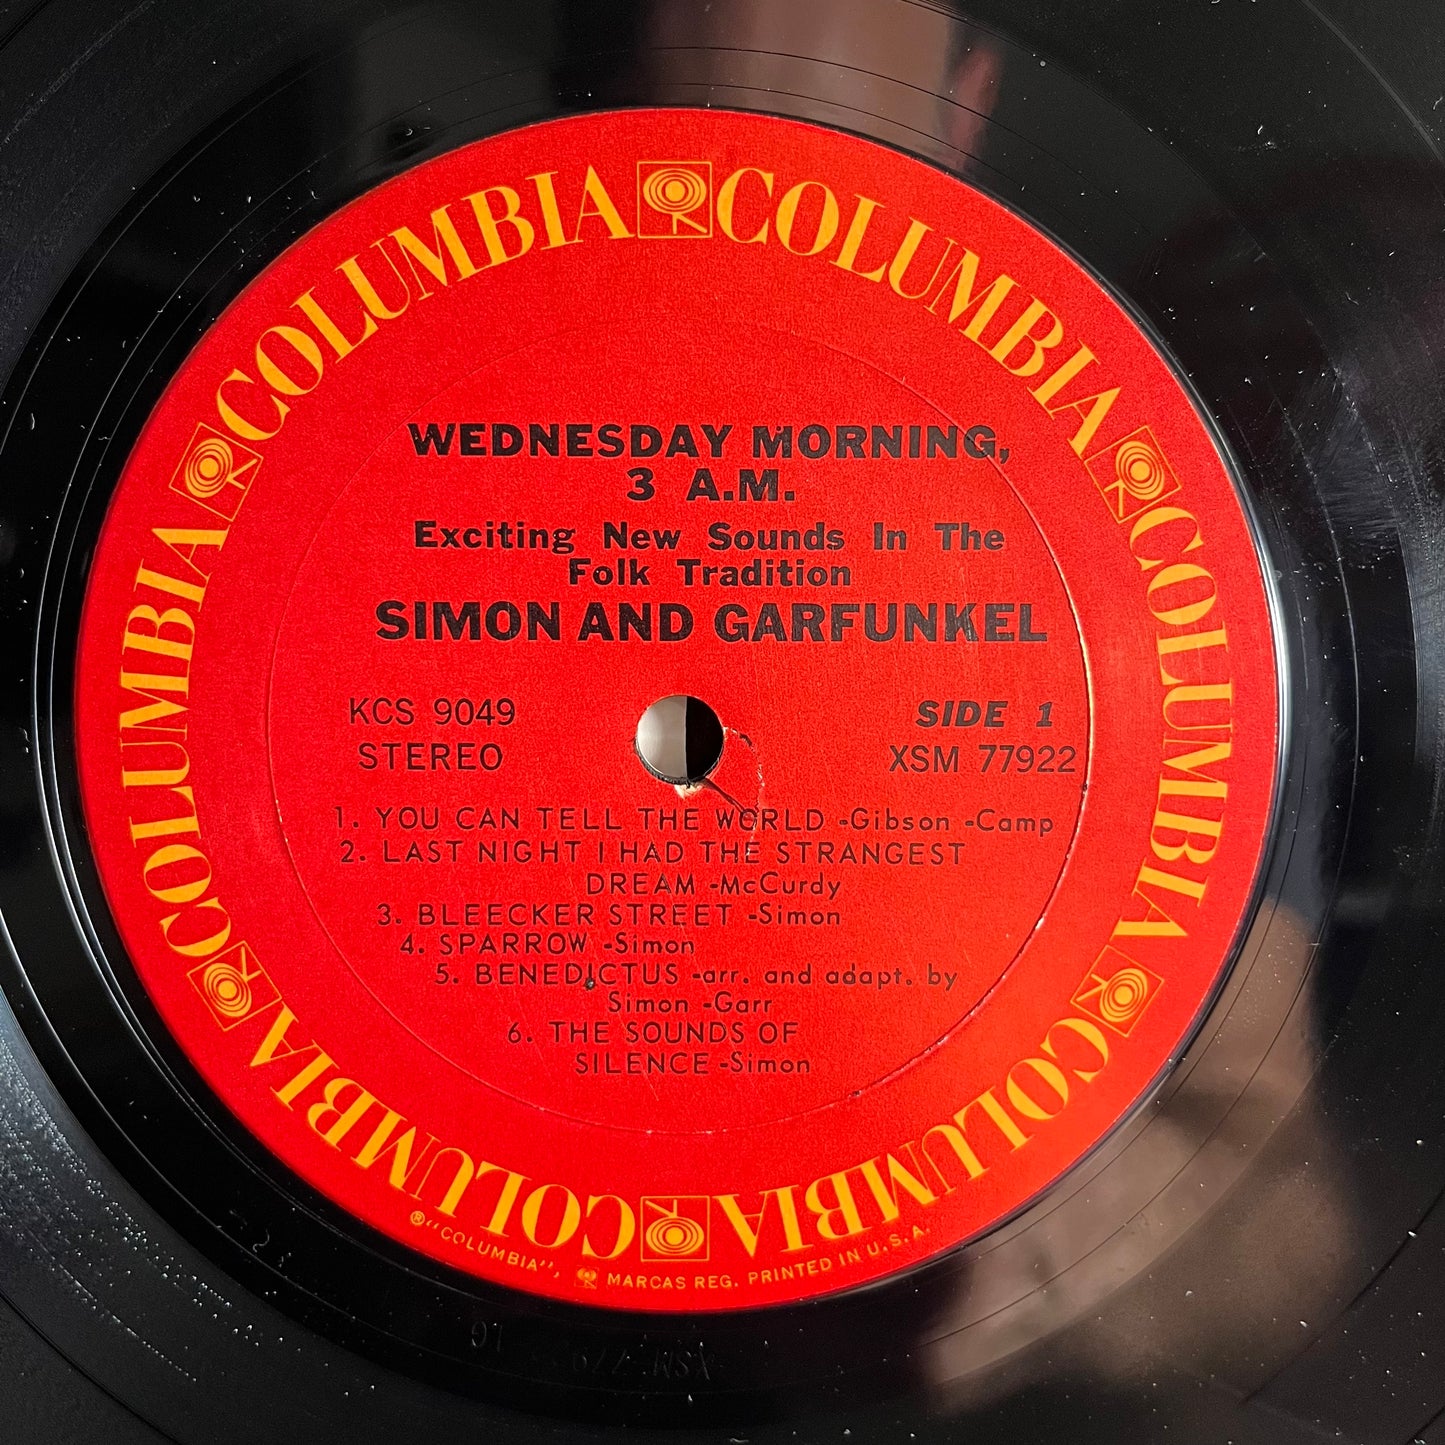 COLUMBIA COLUMBIA COLUMBIA COLUMBIA COLUMBIA COLUMBIA
WEDNESDAY MORNING,
3 A.M.
Exciting New Sounds In The
Folk Tradition
SIMON AND GARFUNKEL
KCS 9049 SIDE 1
STEREO XSM 77922
1. YOU CAN TELL THE WORLD -Gibson -Camp
2. LAST NIGHT I HAD THE STRANGEST
DREAM -McCurdy
3. BLEECKER STREET -Simon
4. SPARROW -Simon
5. BENEDICTUS -arr. and adapt. by
Simon -Garr
6. THE SOUNDS OF
SILENCE -Simon
® "COLUMBIA", MARCAS REG. PRINTED IN U.S.A.